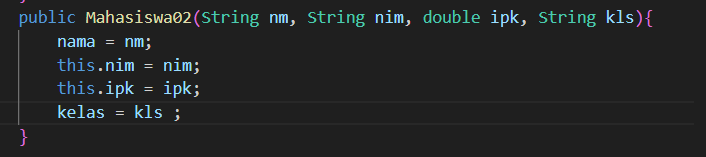 public Mahasiswa02(String nm, String nim, double ipk, String kls){
    nama = nm;
    this.nim = nim;
    this.ipk = ipk;
    kelas = kls ;
}